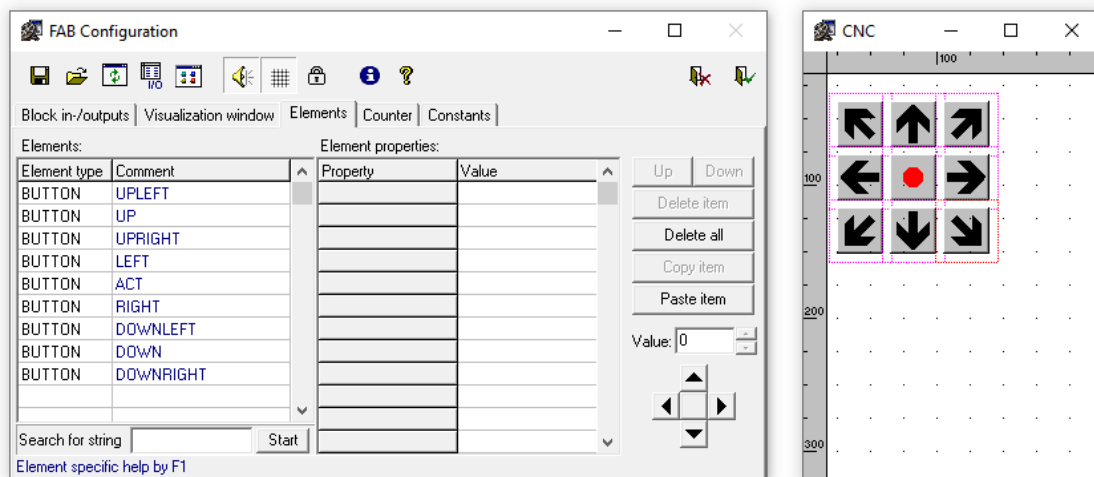 FAB Configuration
I/O
Block in-/outputs Visualization window Elements Counter Constants
Elements:
Element type Comment
BUTTON UPLEFT
BUTTON UP
BUTTON UPRIGHT
BUTTON LEFT
BUTTON ACT
BUTTON RIGHT
BUTTON DOWNLEFT
BUTTON DOWN
BUTTON DOWNRIGHT
Search for string Start
Element specific help by F1
Element properties:
Property Value
Up Down
Delete item
Delete all
Copy item
Paste item
Value: 0
CNC
100
100
200
300